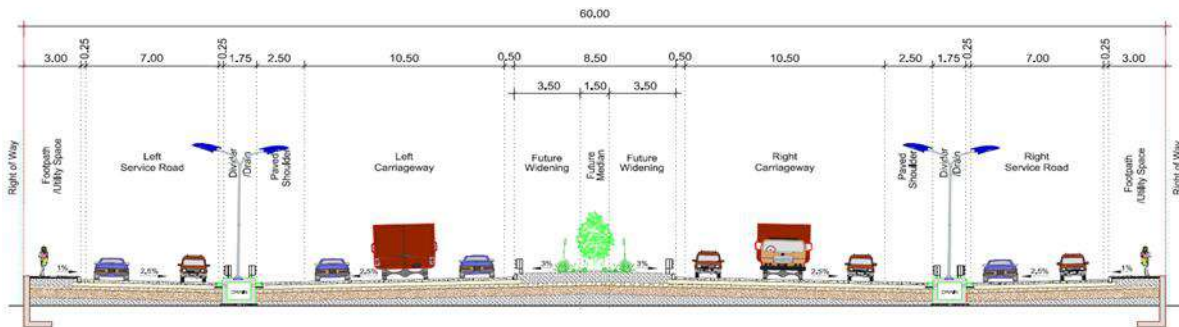 60.00
3.00 0.25 7.00 0.25 1.75 2.50 10.50 0.50 8.50 0.50 10.50 2.50 1.75 0.25 7.00 0.25 3.00
3.50 1.50 3.50
Right of Way
Footpath
/Utility Space
Left
Service Road
Divider
/Drain
Paved
Shoulder
Left
Carriageway
Future
Widening
Future
Median
Future
Widening
Right
Carriageway
Paved
Shoulder
Divider
/Drain
Right
Service Road
Footpath
/Utility Space
Right of Way
1% 2.5% 2.5% 3% 3% 2.5% 2.5% 1%
DRAIN DRAIN